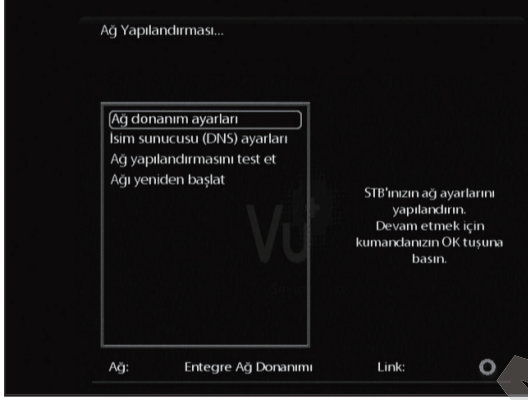 Ağ Yapılandırması...
Ağ donanım ayarları
İsim sunucusu (DNS) ayarları
Ağ yapılandırmasını test et
Ağı yeniden başlat
STB'ınızın ağ ayarlarını
yapılandırın.
Devam etmek için
kumandanızın OK tuşuna
basın.
Vu+
Ağ: Entegre Ağ Donanımı Link: